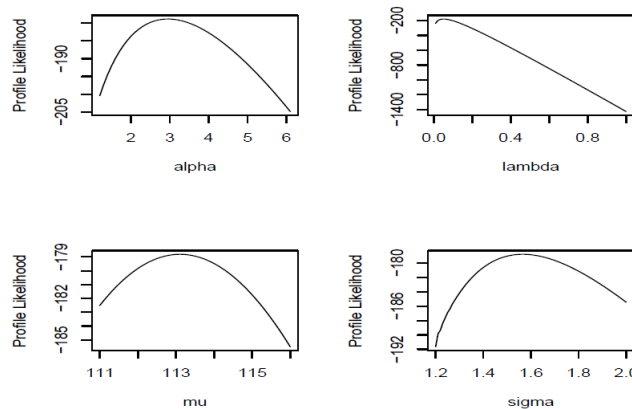 Profile Likelihood
-190
-205
2 3 4 5 6
alpha
Profile Likelihood
-200
-800
-1400
0.0 0.4 0.8
lambda
Profile Likelihood
-179
-182
-185
111 113 115
mu
Profile Likelihood
-180
-186
-192
1.2 1.4 1.6 1.8 2.0
sigma